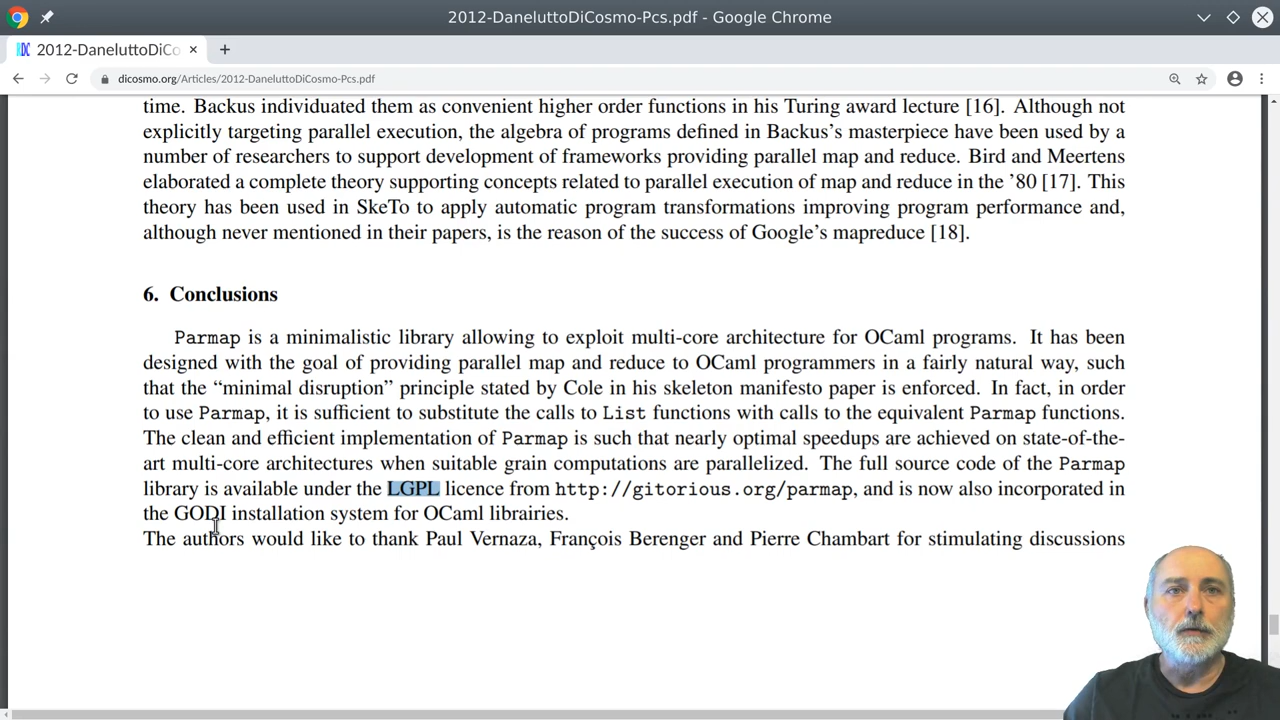 2012-DaneluttoDiCosmo-Pcs.pdf - Google Chrome
2012-DaneluttoDiCo
dicosmo.org/Articles/2012-DaneluttoDiCosmo-Pcs.pdf
time. Backus individuated them as convenient higher order functions in his Turing award lecture [16]. Although not
explicitly targeting parallel execution, the algebra of programs defined in Backus’s masterpiece have been used by a
number of researchers to support development of frameworks providing parallel map and reduce. Bird and Meertens
elaborated a complete theory supporting concepts related to parallel execution of map and reduce in the ’80 [17]. This
theory has been used in SkeTo to apply automatic program transformations improving program performance and,
although never mentioned in their papers, is the reason of the success of Google’s mapreduce [18].
6. Conclusions
Parmap is a minimalistic library allowing to exploit multi-core architecture for OCaml programs. It has been
designed with the goal of providing parallel map and reduce to OCaml programmers in a fairly natural way, such
that the “minimal disruption” principle stated by Cole in his skeleton manifesto paper is enforced. In fact, in order
to use Parmap, it is sufficient to substitute the calls to List functions with calls to the equivalent Parmap functions.
The clean and efficient implementation of Parmap is such that nearly optimal speedups are achieved on state-of-the-
art multi-core architectures when suitable grain computations are parallelized. The full source code of the Parmap
library is available under the LGPL licence from http://gitorious.org/parmap, and is now also incorporated in
the GODI installation system for OCaml librairies.
The authors would like to thank Paul Vernaza, François Berenger and Pierre Chambart for stimulating discussions